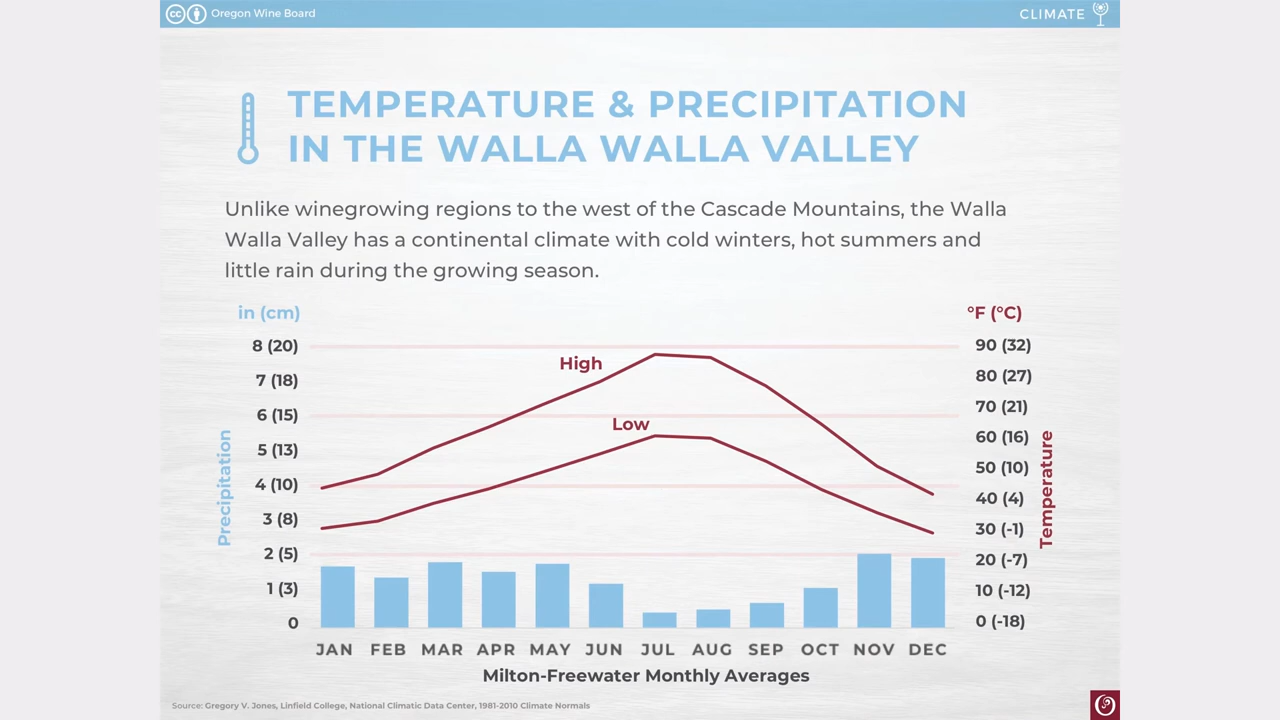 Oregon Wine Board
CLIMATE
TEMPERATURE & PRECIPITATION
IN THE WALLA WALLA VALLEY
Unlike winegrowing regions to the west of the Cascade Mountains, the Walla
Walla Valley has a continental climate with cold winters, hot summers and
little rain during the growing season.
in (cm)
°F (°C)
8 (20)
7 (18)
6 (15)
5 (13)
4 (10)
3 (8)
2 (5)
1 (3)
0
Precipitation
High
Low
90 (32)
80 (27)
70 (21)
60 (16)
50 (10)
40 (4)
30 (-1)
20 (-7)
10 (-12)
0 (-18)
Temperature
JAN FEB MAR APR MAY JUN JUL AUG SEP OCT NOV DEC
Milton-Freewater Monthly Averages
Source: Gregory V. Jones, Linfield College, National Climatic Data Center, 1981-2010 Climate Normals